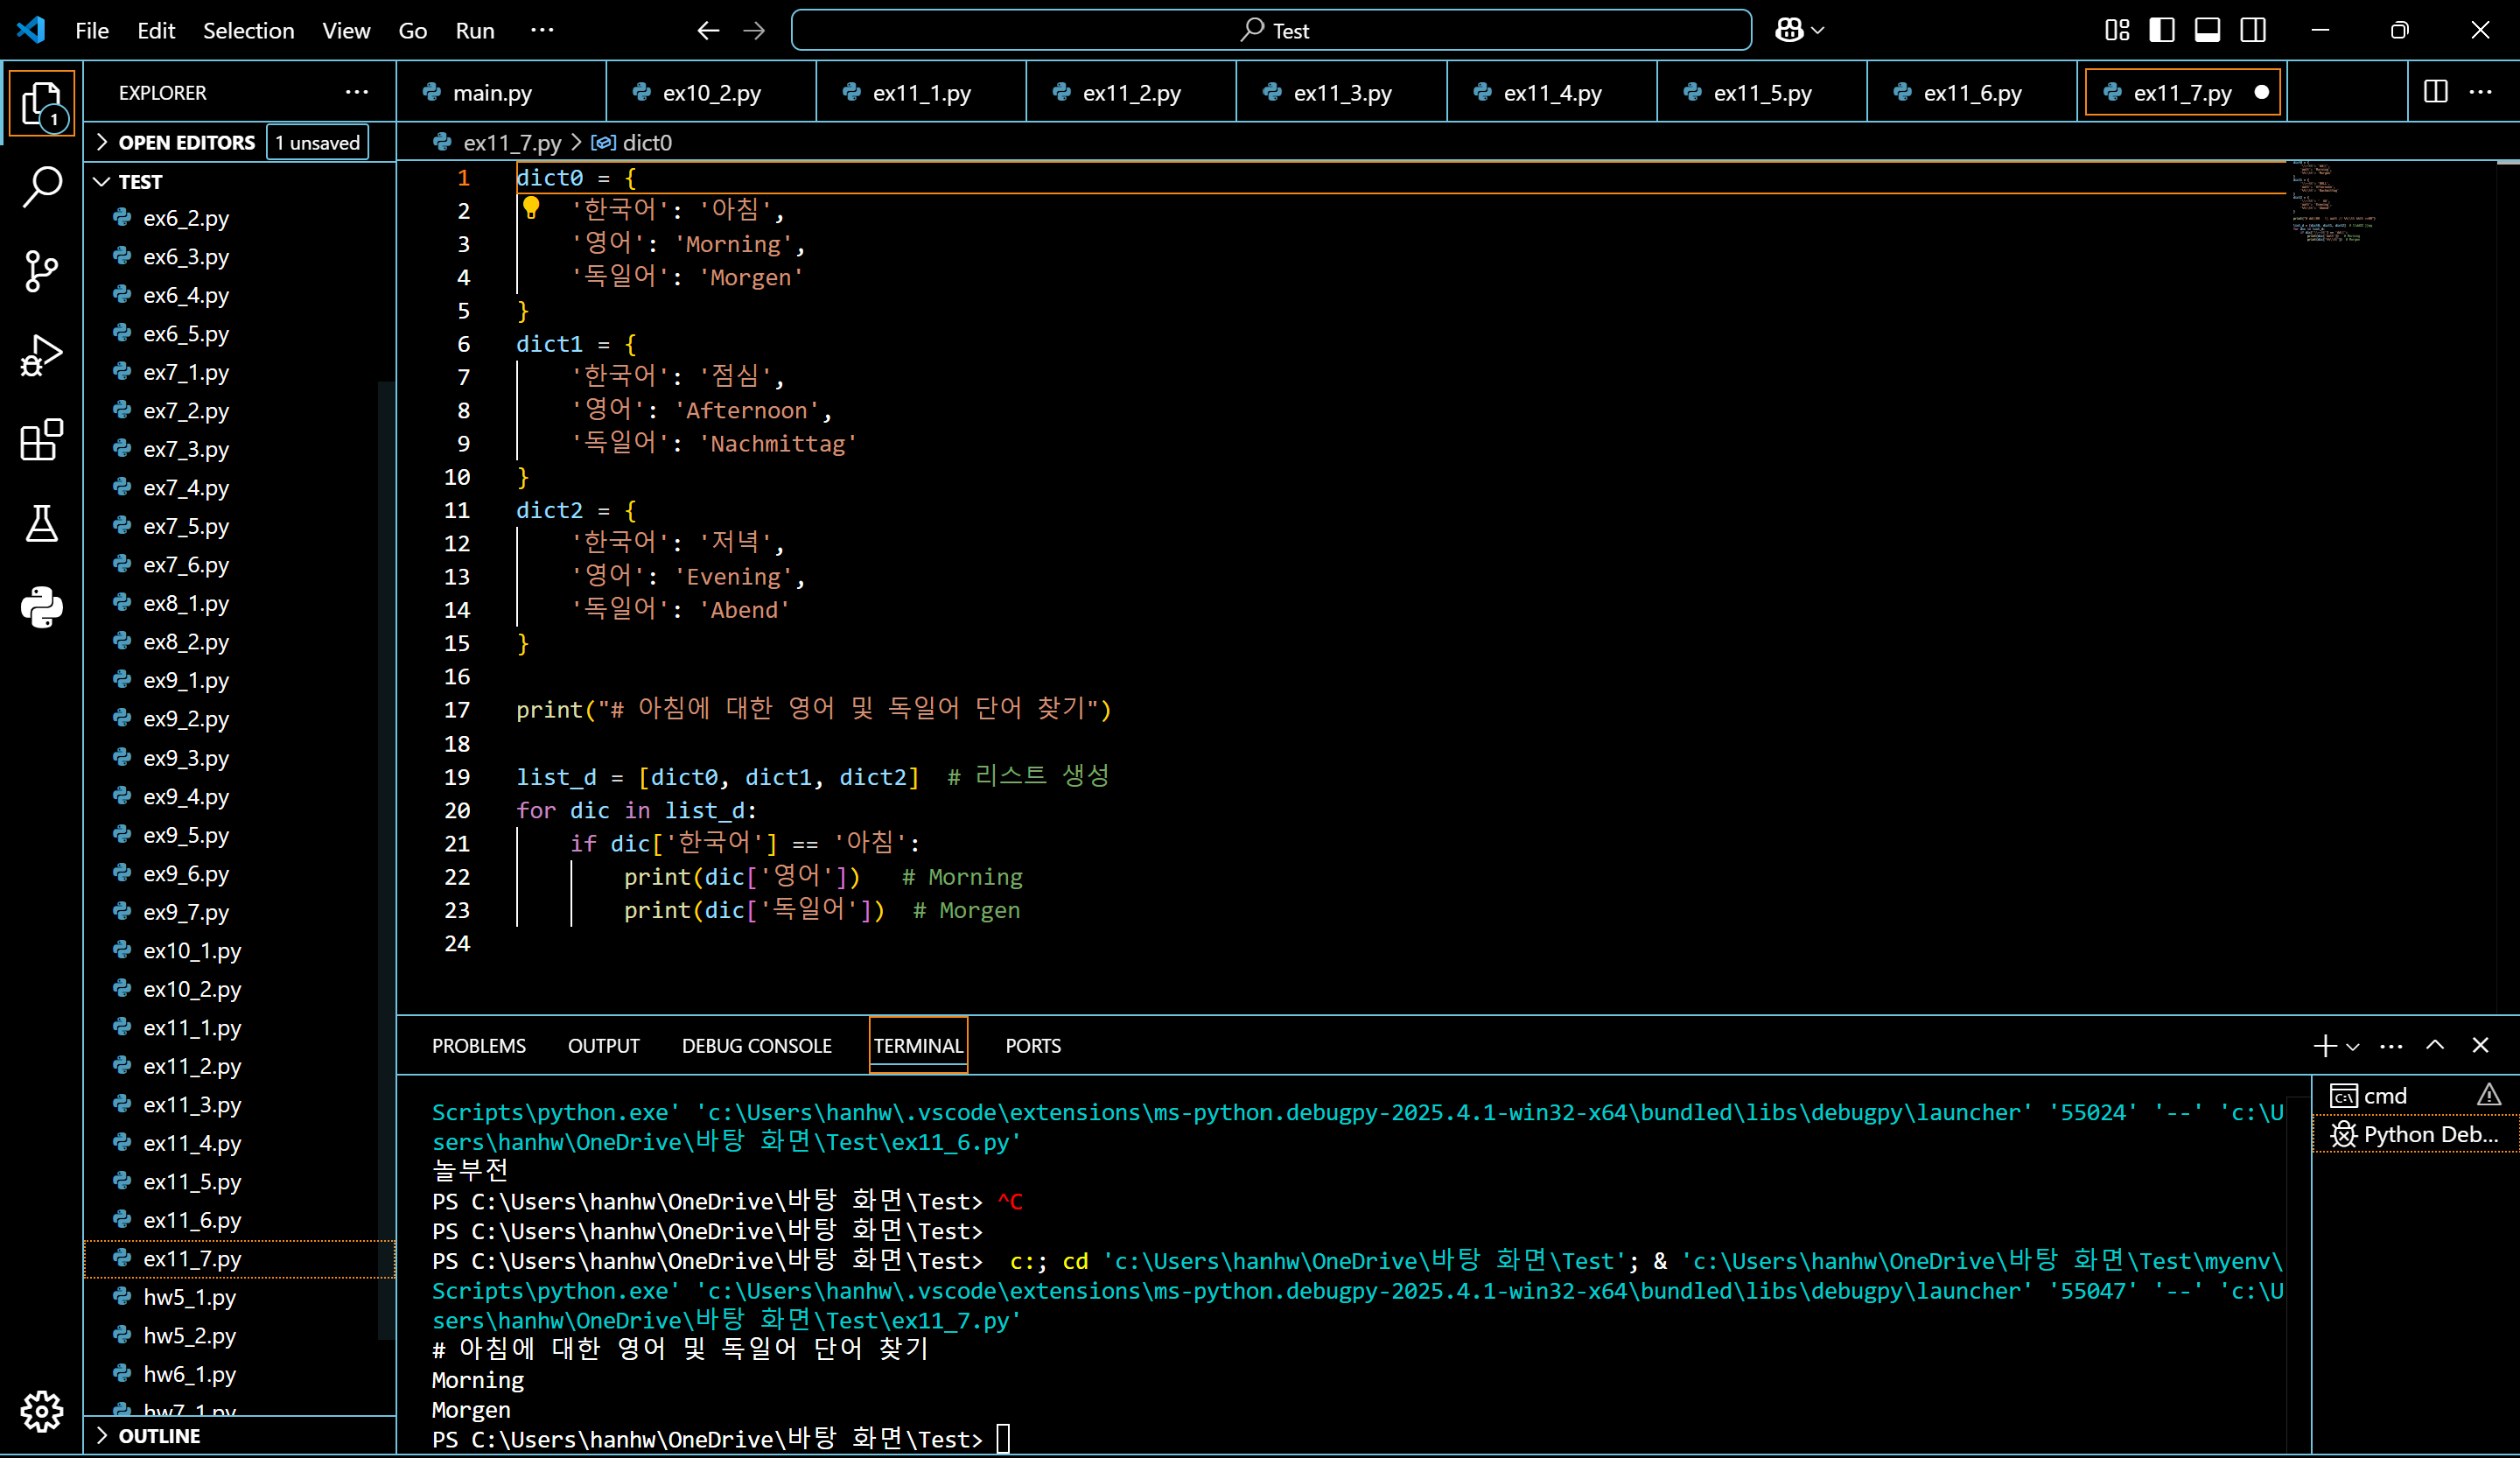 File Edit Selection View Go Run ···
Test
EXPLORER ···
main.py ex10_2.py ex11_1.py ex11_2.py ex11_3.py ex11_4.py ex11_5.py ex11_6.py ex11_7.py ···
1
OPEN EDITORS 1 unsaved
ex11_7.py > dict0
TEST
ex6_2.py
ex6_3.py
ex6_4.py
ex6_5.py
ex7_1.py
ex7_2.py
ex7_3.py
ex7_4.py
ex7_5.py
ex7_6.py
ex8_1.py
ex8_2.py
ex9_1.py
ex9_2.py
ex9_3.py
ex9_4.py
ex9_5.py
ex9_6.py
ex9_7.py
ex10_1.py
ex10_2.py
ex11_1.py
ex11_2.py
ex11_3.py
ex11_4.py
ex11_5.py
ex11_6.py
ex11_7.py
hw5_1.py
hw5_2.py
hw6_1.py
hw7_1.py
OUTLINE
1 dict0 = {
2     '한국어': '아침',
3     '영어': 'Morning',
4     '독일어': 'Morgen'
5 }
6 dict1 = {
7     '한국어': '점심',
8     '영어': 'Afternoon',
9     '독일어': 'Nachmittag'
10 }
11 dict2 = {
12     '한국어': '저녁',
13     '영어': 'Evening',
14     '독일어': 'Abend'
15 }
16
17 print("# 아침에 대한 영어 및 독일어 단어 찾기")
18
19 list_d = [dict0, dict1, dict2]  # 리스트 생성
20 for dic in list_d:
21     if dic['한국어'] == '아침':
22         print(dic['영어'])   # Morning
23         print(dic['독일어'])  # Morgen
24
PROBLEMS OUTPUT DEBUG CONSOLE TERMINAL PORTS ···
Scripts\python.exe' 'c:\Users\hanhw\.vscode\extensions\ms-python.debugpy-2025.4.1-win32-x64\bundled\libs\debugpy\launcher' '55024' '--' 'c:\U
sers\hanhw\OneDrive\바탕 화면\Test\ex11_6.py'
놀부전
PS C:\Users\hanhw\OneDrive\바탕 화면\Test> ^C
PS C:\Users\hanhw\OneDrive\바탕 화면\Test>
PS C:\Users\hanhw\OneDrive\바탕 화면\Test>  c:; cd 'c:\Users\hanhw\OneDrive\바탕 화면\Test'; & 'c:\Users\hanhw\OneDrive\바탕 화면\Test\myenv\
Scripts\python.exe' 'c:\Users\hanhw\.vscode\extensions\ms-python.debugpy-2025.4.1-win32-x64\bundled\libs\debugpy\launcher' '55047' '--' 'c:\U
sers\hanhw\OneDrive\바탕 화면\Test\ex11_7.py'
# 아침에 대한 영어 및 독일어 단어 찾기
Morning
Morgen
PS C:\Users\hanhw\OneDrive\바탕 화면\Test>
cmd
Python Deb...